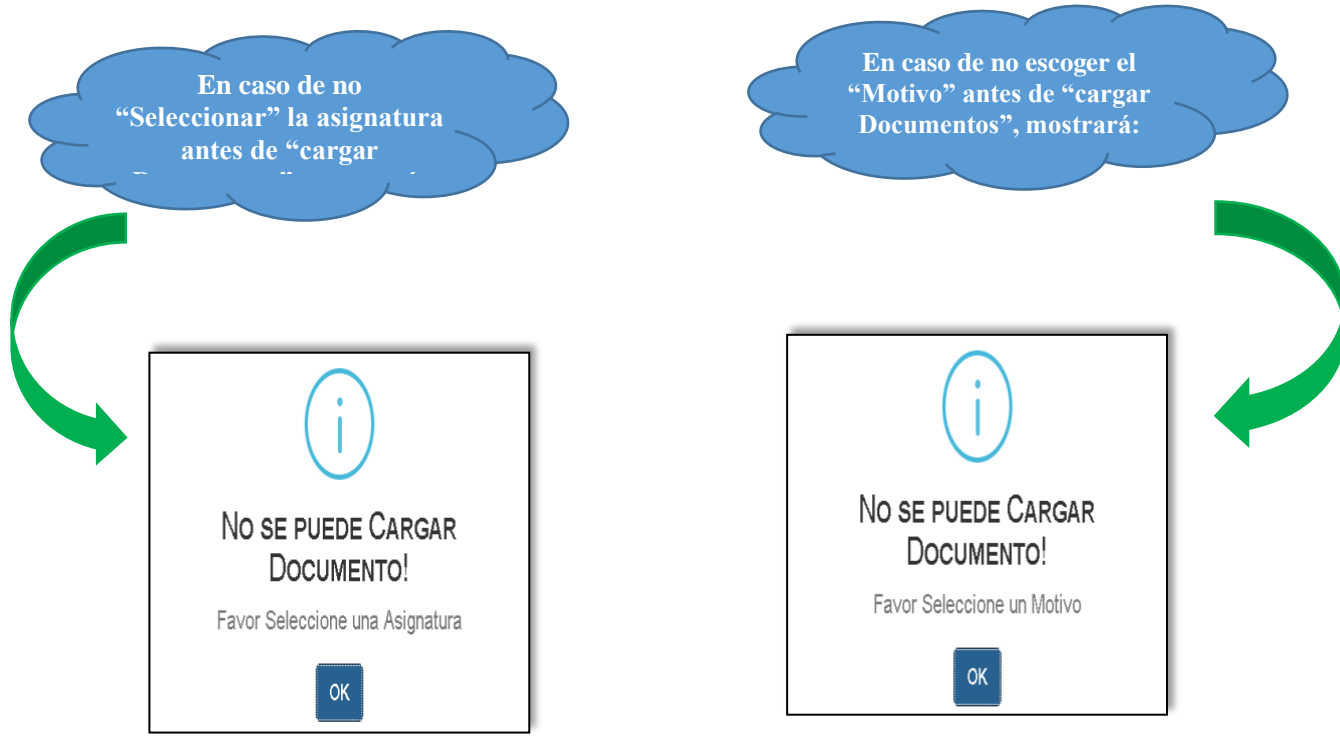 En caso de no
“Seleccionar” la asignatura
antes de “cargar
En caso de no escoger el
“Motivo” antes de “cargar
Documentos”, mostrará:
No se puede Cargar
Documento!
Favor Seleccione una Asignatura
OK
No se puede Cargar
Documento!
Favor Seleccione un Motivo
OK